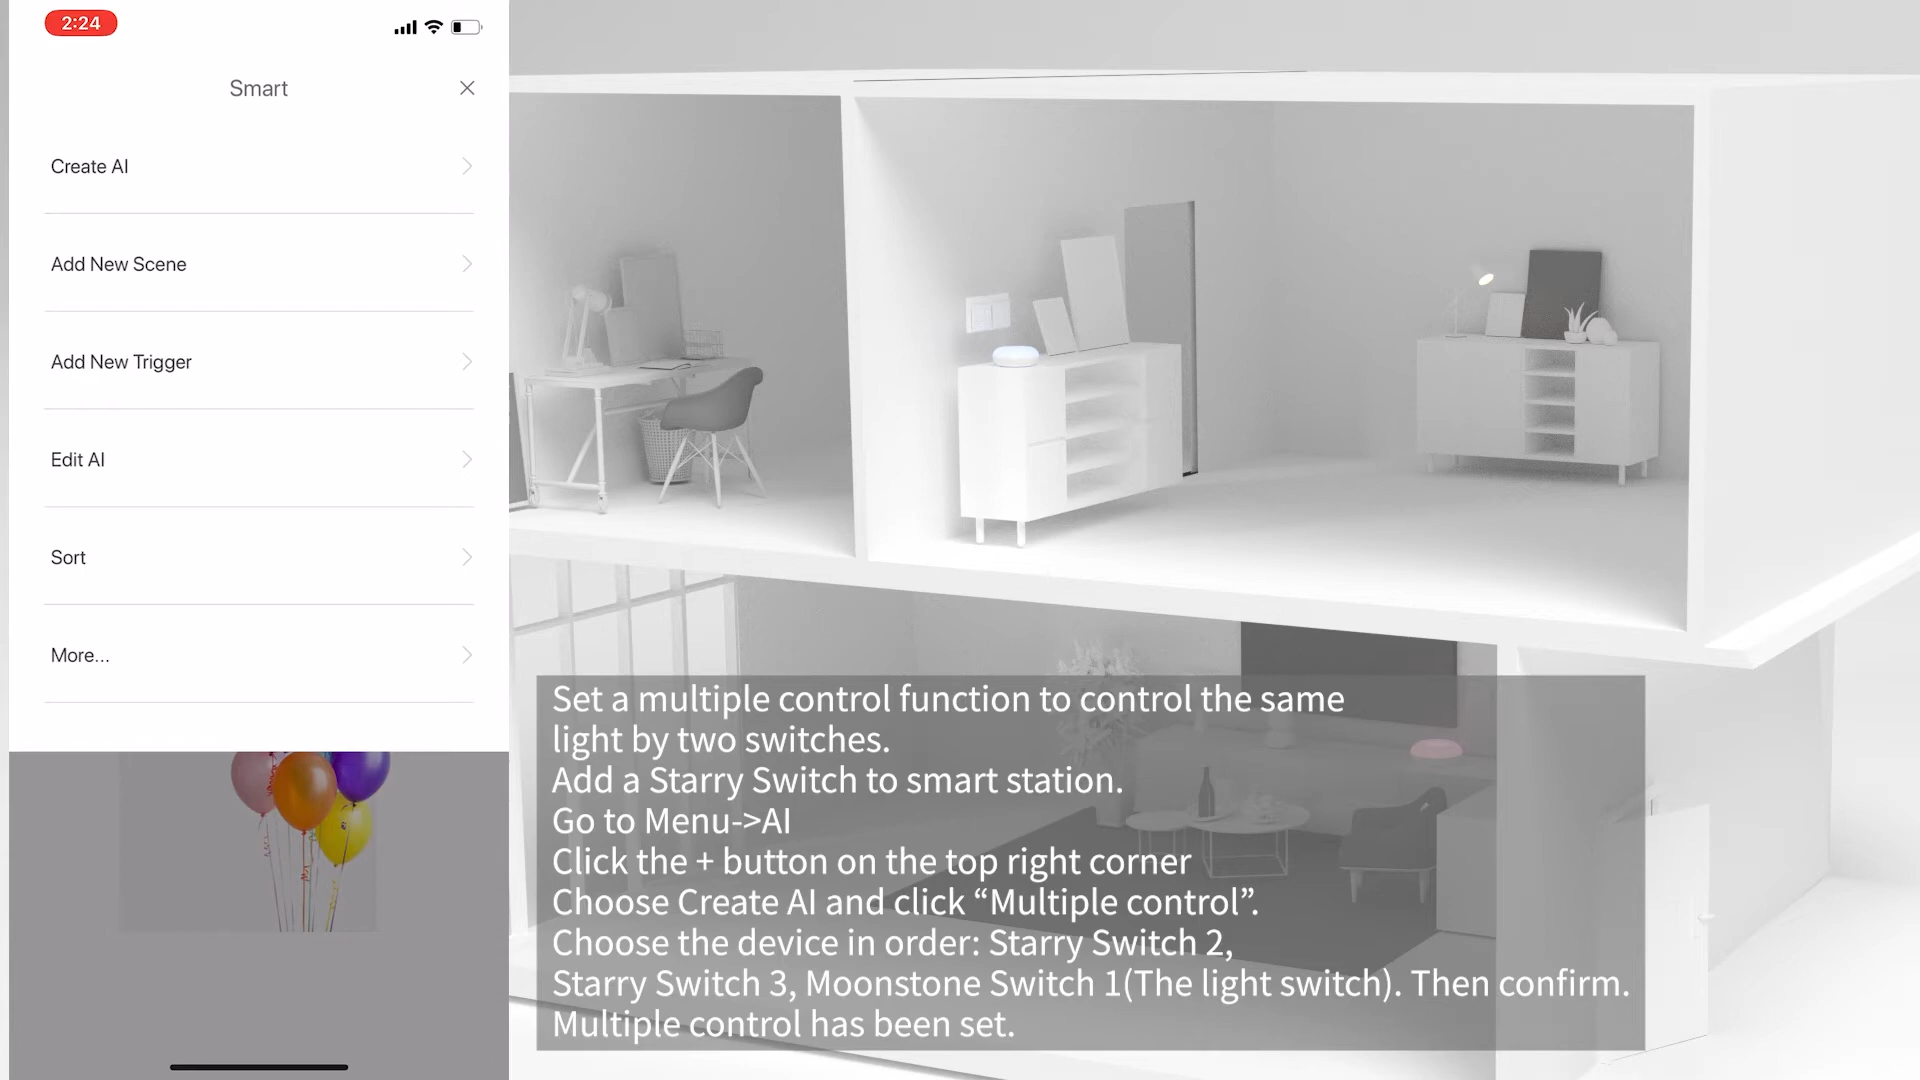 2:24
Smart
Create AI
Add New Scene
Add New Trigger
Edit AI
Sort
More...
Set a multiple control function to control the same
light by two switches.
Add a Starry Switch to smart station.
Go to Menu->AI
Click the + button on the top right corner
Choose Create AI and click “Multiple control”.
Choose the device in order: Starry Switch 2,
Starry Switch 3, Moonstone Switch 1(The light switch). Then confirm.
Multiple control has been set.